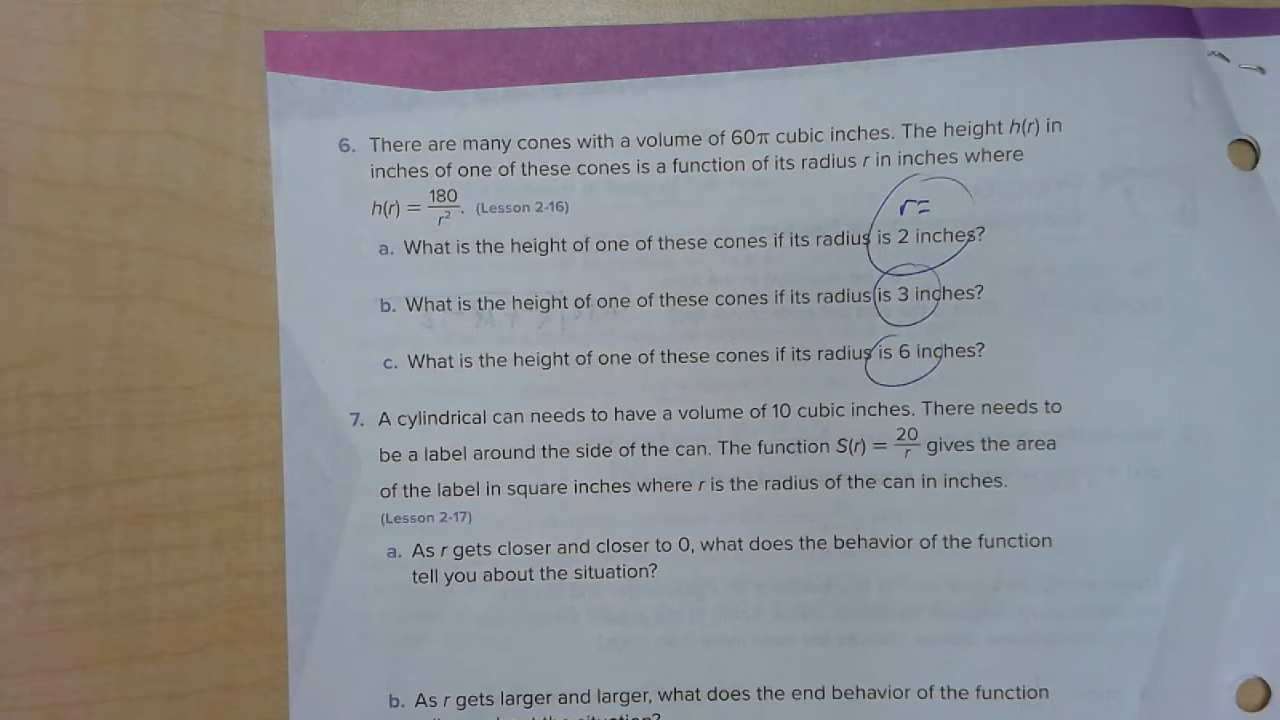 6. There are many cones with a volume of 60π cubic inches. The height h(r) in
inches of one of these cones is a function of its radius r in inches where
h(r) = 180/r². (Lesson 2-16)
r=
a. What is the height of one of these cones if its radius is 2 inches?
b. What is the height of one of these cones if its radius is 3 inches?
c. What is the height of one of these cones if its radius is 6 inches?
7. A cylindrical can needs to have a volume of 10 cubic inches. There needs to
be a label around the side of the can. The function S(r) = 20/r gives the area
of the label in square inches where r is the radius of the can in inches.
(Lesson 2-17)
a. As r gets closer and closer to 0, what does the behavior of the function
tell you about the situation?
b. As r gets larger and larger, what does the end behavior of the function